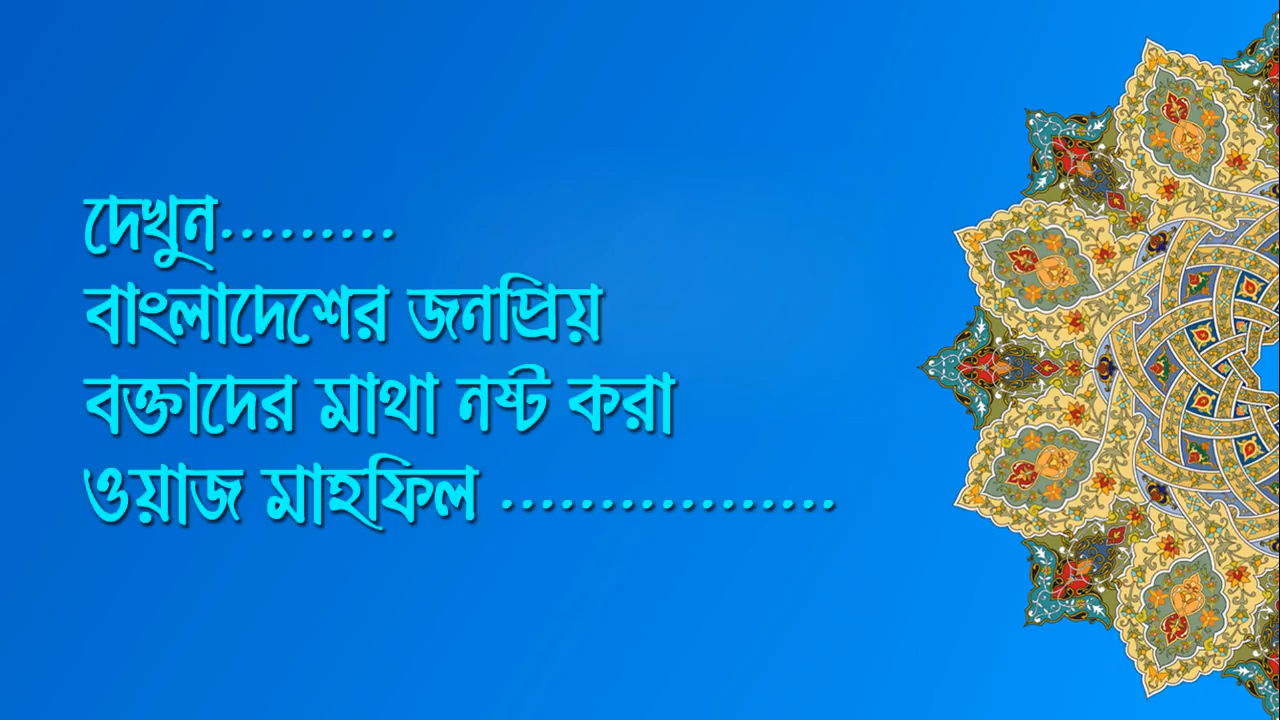 দেখুন.........
বাংলাদেশের জনপ্রিয়
বক্তাদের মাথা নষ্ট করা
ওয়াজ মাহফিল .................